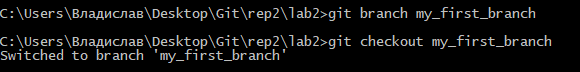 C:\Users\Владислав\Desktop\Git\rep2\lab2>git branch my_first_branch
C:\Users\Владислав\Desktop\Git\rep2\lab2>git checkout my_first_branch
Switched to branch 'my_first_branch'